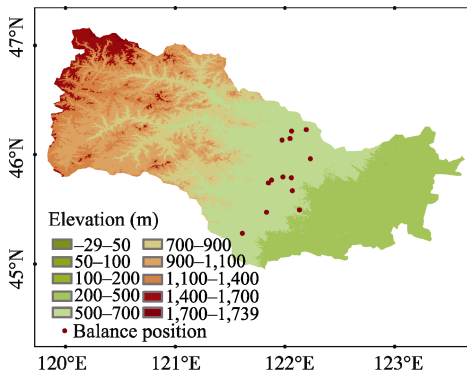 47°N
46°N
45°N
Elevation (m)
–29–50
50–100
100–200
200–500
500–700
700–900
900–1,100
1,100–1,400
1,400–1,700
1,700–1,739
Balance position
120°E 121°E 122°E 123°E